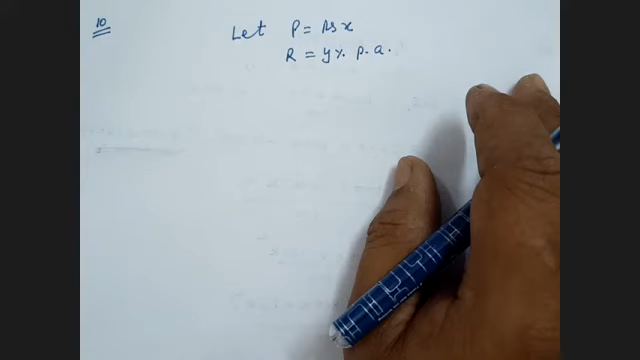 10
Let P = Rs x
R = y% p.a.